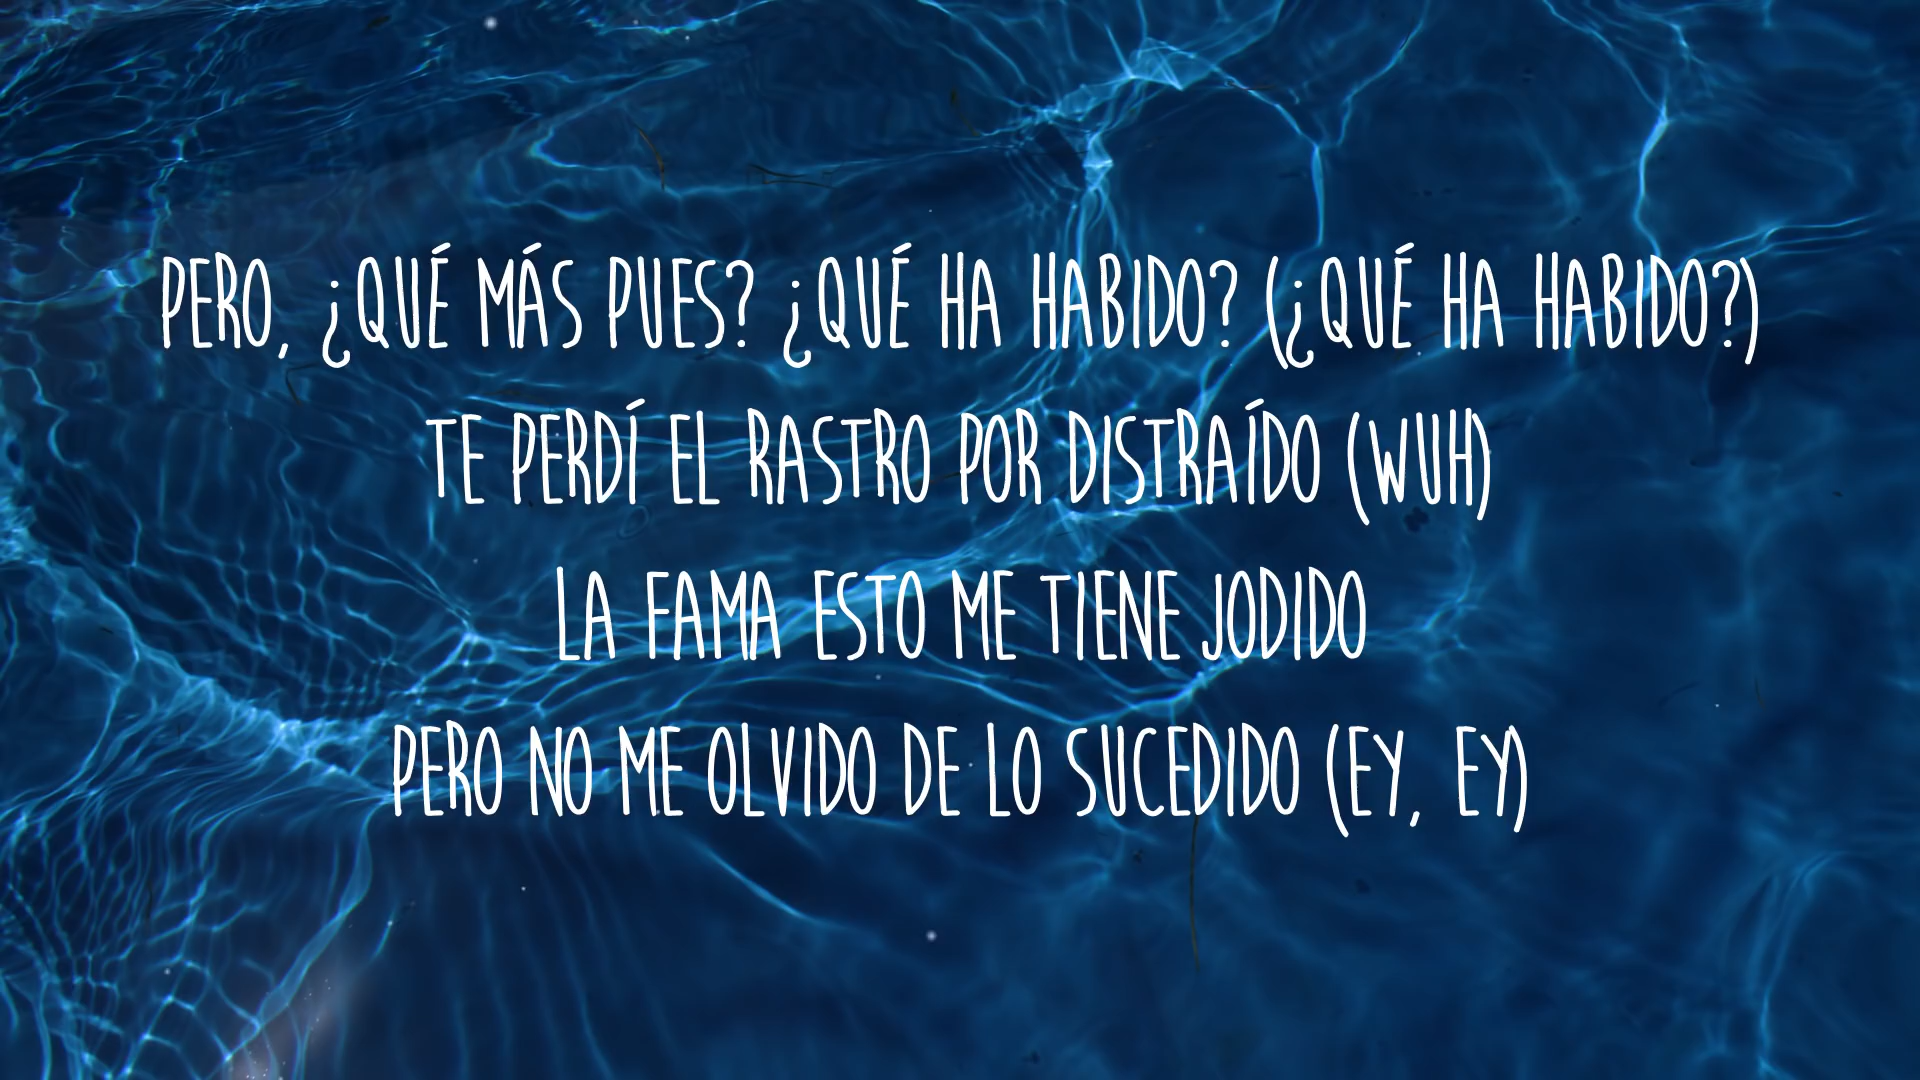 PERO, ¿QUÉ MÁS PUES? ¿QUÉ HA HABIDO? (¿QUÉ HA HABIDO?)
TE PERDÍ EL RASTRO POR DISTRAÍDO (WUH)
LA FAMA ESTO ME TIENE JODIDO
PERO NO ME OLVIDO DE LO SUCEDIDO (EY, EY)